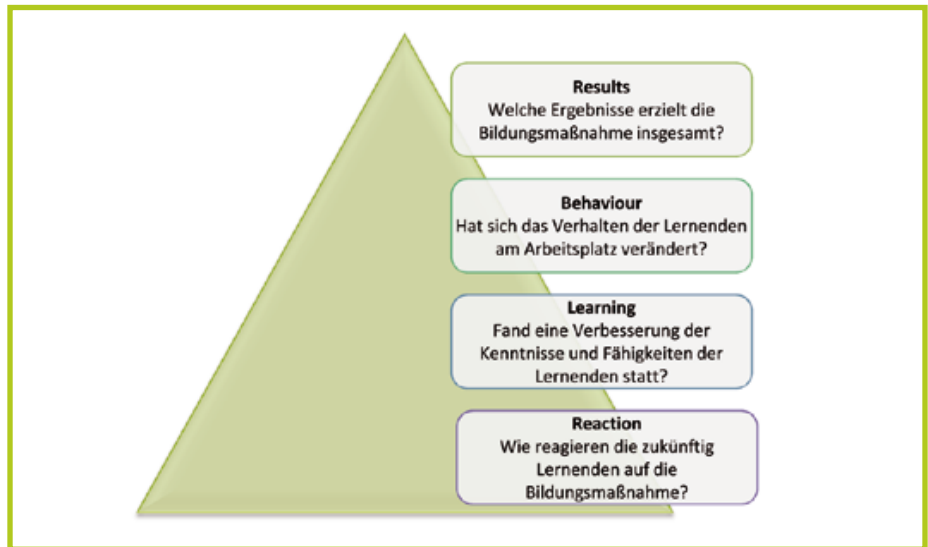 Results
Welche Ergebnisse erzielt die
Bildungsmaßnahme insgesamt?
Behaviour
Hat sich das Verhalten der Lernenden
am Arbeitsplatz verändert?
Learning
Fand eine Verbesserung der
Kenntnisse und Fähigkeiten der
Lernenden statt?
Reaction
Wie reagieren die zukünftig
Lernenden auf die
Bildungsmaßnahme?